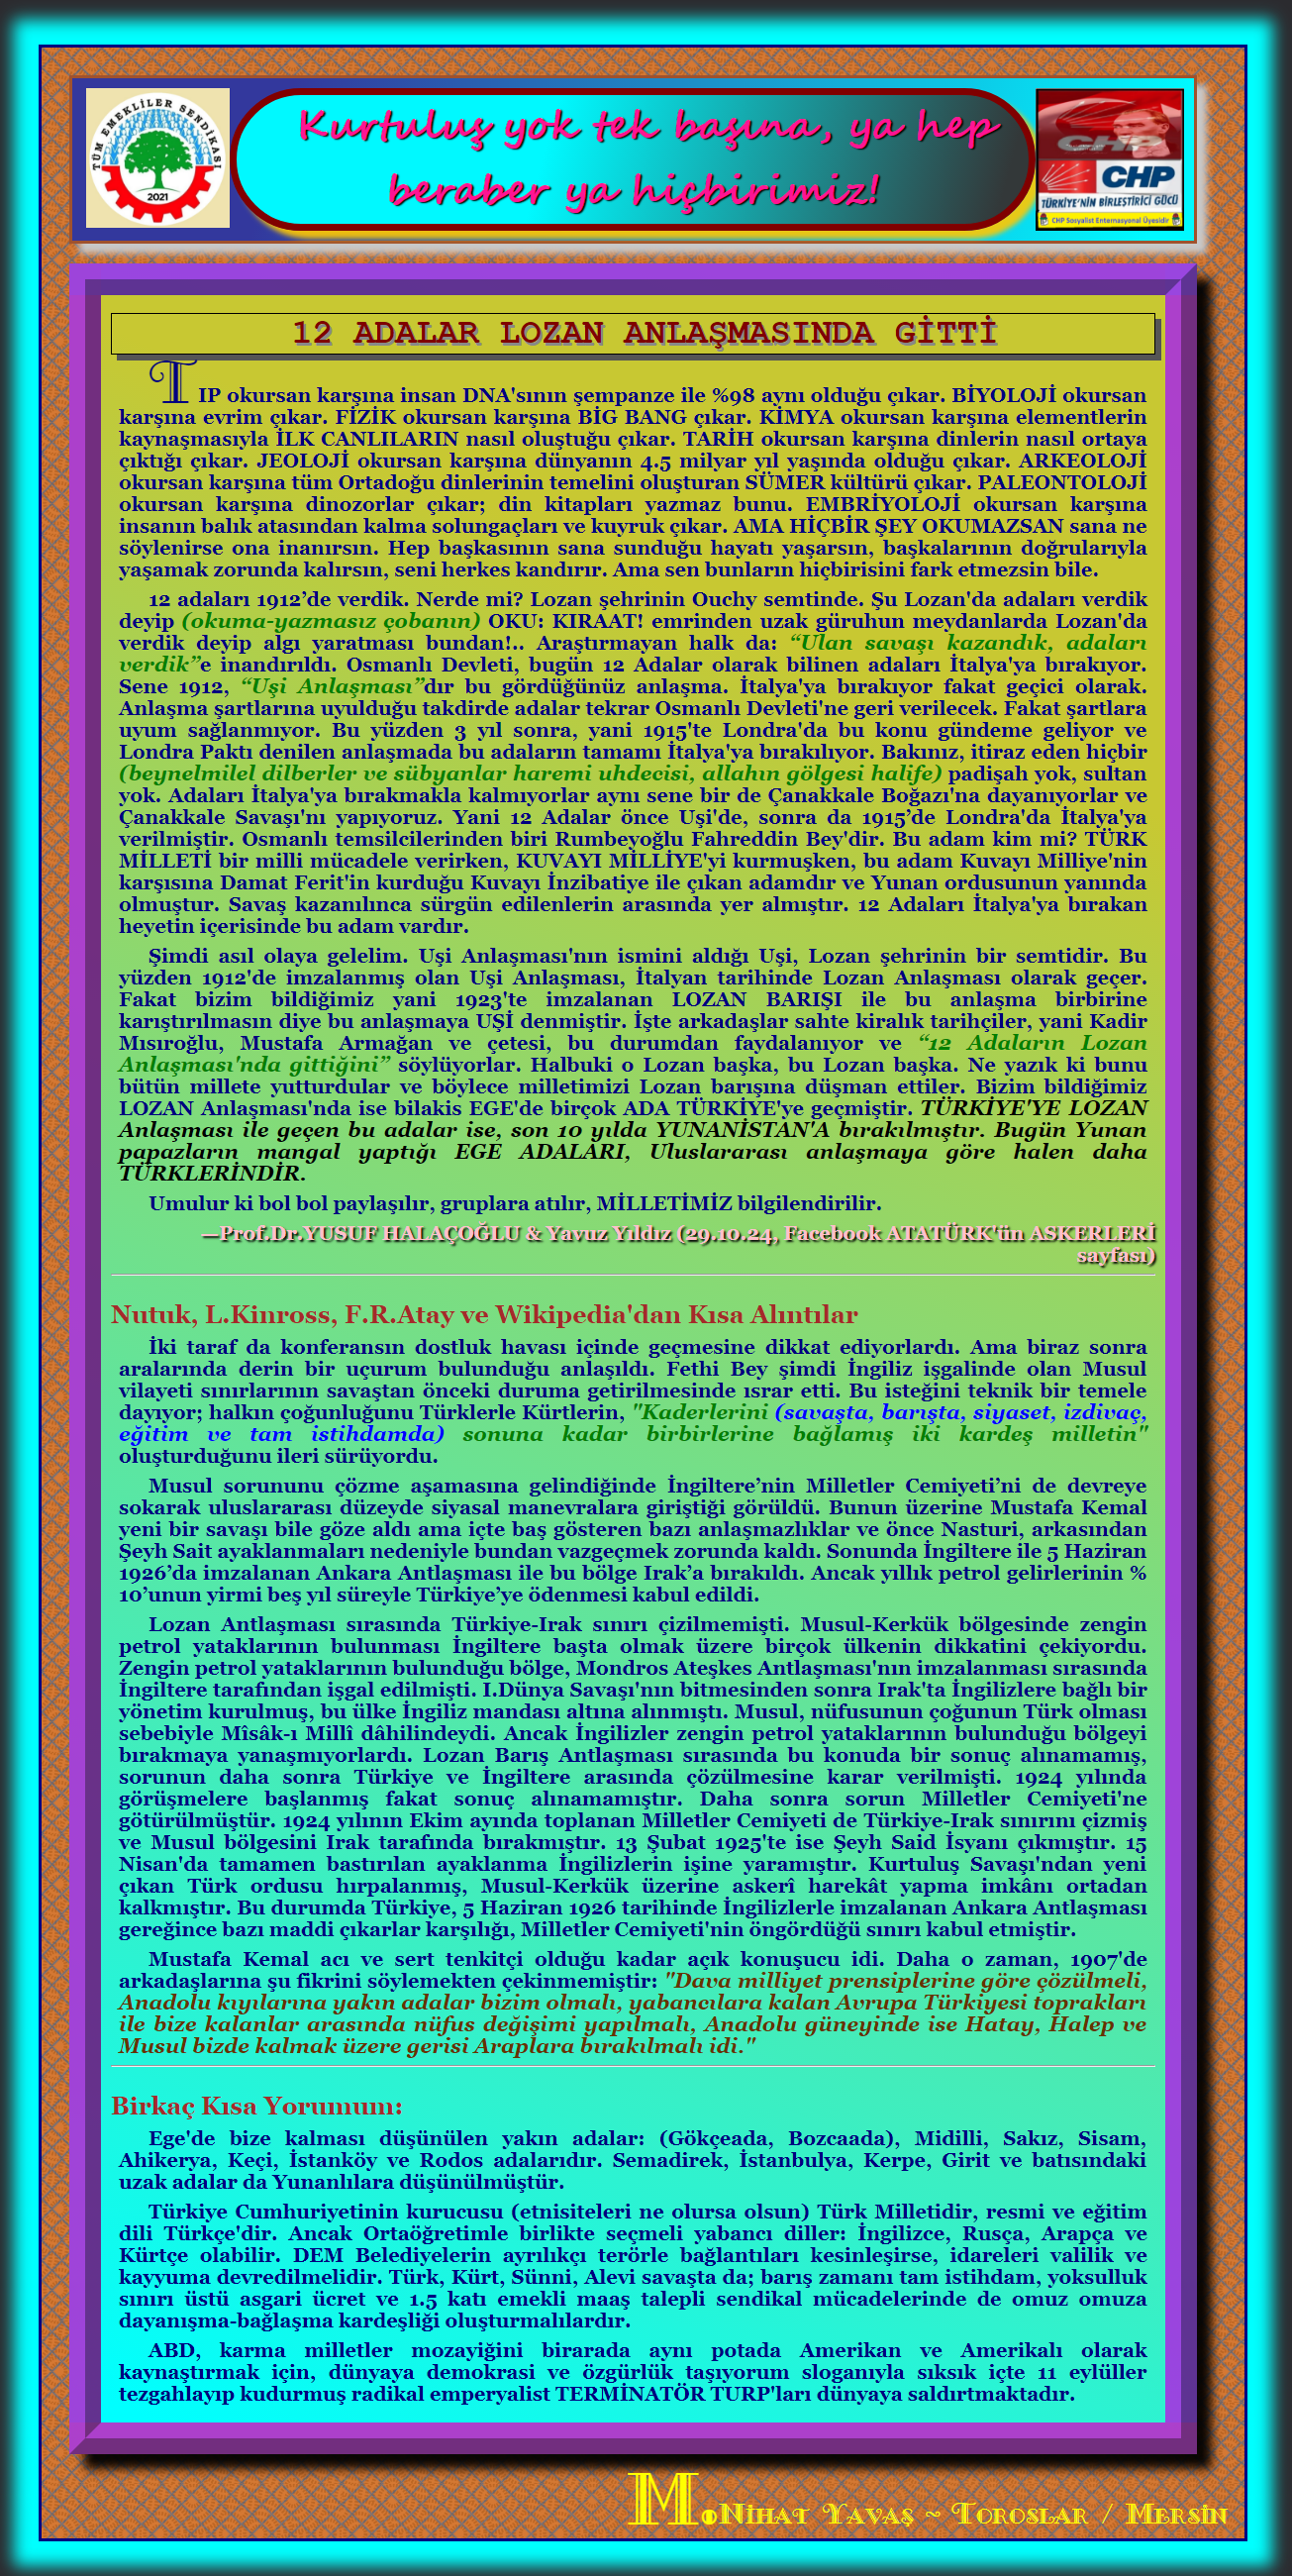 TÜM EMEKLİLER SENDİKASI
2021
Kurtuluş yok tek başına, ya hep
beraber ya hiçbirimiz!
CHP
CHP
TÜRKİYE'NİN BİRLEŞTİRİCİ GÜCÜ
CHP Sosyalist Enternasyonal Üyesidir
12 ADALAR LOZAN ANLAŞMASINDA GİTTİ
TIP okursan karşına insan DNA'sının şempanze ile %98 aynı olduğu çıkar. BİYOLOJİ okursan
karşına evrim çıkar. FİZİK okursan karşına BİG BANG çıkar. KİMYA okursan karşına elementlerin
kaynaşmasıyla İLK CANLILARIN nasıl oluştuğu çıkar. TARİH okursan karşına dinlerin nasıl ortaya
çıktığı çıkar. JEOLOJİ okursan karşına dünyanın 4.5 milyar yıl yaşında olduğu çıkar. ARKEOLOJİ
okursan karşına tüm Ortadoğu dinlerinin temelini oluşturan SÜMER kültürü çıkar. PALEONTOLOJİ
okursan karşına dinozorlar çıkar; din kitapları yazmaz bunu. EMBRİYOLOJİ okursan karşına
insanın balık atasından kalma solungaçları ve kuyruk çıkar. AMA HİÇBİR ŞEY OKUMAZSAN sana ne
söylenirse ona inanırsın. Hep başkasının sana sunduğu hayatı yaşarsın, başkalarının doğrularıyla
yaşamak zorunda kalırsın, seni herkes kandırır. Ama sen bunların hiçbirisini fark etmezsin bile.
12 adaları 1912’de verdik. Nerde mi? Lozan şehrinin Ouchy semtinde. Şu Lozan'da adaları verdik
deyip (okuma-yazmasız çobanın) OKU: KIRAAT! emrinden uzak güruhun meydanlarda Lozan'da
verdik deyip algı yaratması bundan!.. Araştırmayan halk da: “Ulan savaşı kazandık, adaları
verdik”e inandırıldı. Osmanlı Devleti, bugün 12 Adalar olarak bilinen adaları İtalya'ya bırakıyor.
Sene 1912, “Uşi Anlaşması”dır bu gördüğünüz anlaşma. İtalya'ya bırakıyor fakat geçici olarak.
Anlaşma şartlarına uyulduğu takdirde adalar tekrar Osmanlı Devleti'ne geri verilecek. Fakat şartlara
uyum sağlanmıyor. Bu yüzden 3 yıl sonra, yani 1915'te Londra'da bu konu gündeme geliyor ve
Londra Paktı denilen anlaşmada bu adaların tamamı İtalya'ya bırakılıyor. Bakınız, itiraz eden hiçbir
(beynelmilel dilberler ve sübyanlar haremi uhdecisi, allahın gölgesi halife) padişah yok, sultan
yok. Adaları İtalya'ya bırakmakla kalmıyorlar aynı sene bir de Çanakkale Boğazı'na dayanıyorlar ve
Çanakkale Savaşı'nı yapıyoruz. Yani 12 Adalar önce Uşi'de, sonra da 1915’de Londra'da İtalya'ya
verilmiştir. Osmanlı temsilcilerinden biri Rumbeyoğlu Fahreddin Bey'dir. Bu adam kim mi? TÜRK
MİLLETİ bir milli mücadele verirken, KUVAYI MİLLİYE'yi kurmuşken, bu adam Kuvayı Milliye'nin
karşısına Damat Ferit'in kurduğu Kuvayı İnzibatiye ile çıkan adamdır ve Yunan ordusunun yanında
olmuştur. Savaş kazanılınca sürgün edilenlerin arasında yer almıştır. 12 Adaları İtalya'ya bırakan
heyetin içerisinde bu adam vardır.
Şimdi asıl olaya gelelim. Uşi Anlaşması'nın ismini aldığı Uşi, Lozan şehrinin bir semtidir. Bu
yüzden 1912'de imzalanmış olan Uşi Anlaşması, İtalyan tarihinde Lozan Anlaşması olarak geçer.
Fakat bizim bildiğimiz yani 1923'te imzalanan LOZAN BARIŞI ile bu anlaşma birbirine
karıştırılmasın diye bu anlaşmaya UŞİ denmiştir. İşte arkadaşlar sahte kiralık tarihçiler, yani Kadir
Mısıroğlu, Mustafa Armağan ve çetesi, bu durumdan faydalanıyor ve “12 Adaların Lozan
Anlaşması'nda gittiğini” söylüyorlar. Halbuki o Lozan başka, bu Lozan başka. Ne yazık ki bunu
bütün millete yutturdular ve böylece milletimizi Lozan barışına düşman ettiler. Bizim bildiğimiz
LOZAN Anlaşması'nda ise bilakis EGE'de birçok ADA TÜRKİYE'ye geçmiştir. TÜRKİYE'YE LOZAN
Anlaşması ile geçen bu adalar ise, son 10 yılda YUNANİSTAN'A bırakılmıştır. Bugün Yunan
papazların mangal yaptığı EGE ADALARI, Uluslararası anlaşmaya göre halen daha
TÜRKLERİNDİR.
Umulur ki bol bol paylaşılır, gruplara atılır, MİLLETİMİZ bilgilendirilir.
—Prof.Dr.YUSUF HALAÇOĞLU & Yavuz Yıldız (29.10.24, Facebook ATATÜRK'ün ASKERLERİ
sayfası)
Nutuk, L.Kinross, F.R.Atay ve Wikipedia'dan Kısa Alıntılar
İki taraf da konferansın dostluk havası içinde geçmesine dikkat ediyorlardı. Ama biraz sonra
aralarında derin bir uçurum bulunduğu anlaşıldı. Fethi Bey şimdi İngiliz işgalinde olan Musul
vilayeti sınırlarının savaştan önceki duruma getirilmesinde ısrar etti. Bu isteğini teknik bir temele
dayıyor; halkın çoğunluğunu Türklerle Kürtlerin, "Kaderlerini (savaşta, barışta, siyaset, izdivaç,
eğitim ve tam istihdamda) sonuna kadar birbirlerine bağlamış iki kardeş milletin"
oluşturduğunu ileri sürüyordu.
Musul sorununu çözme aşamasına gelindiğinde İngiltere’nin Milletler Cemiyeti’ni de devreye
sokarak uluslararası düzeyde siyasal manevralara giriştiği görüldü. Bunun üzerine Mustafa Kemal
yeni bir savaşı bile göze aldı ama içte baş gösteren bazı anlaşmazlıklar ve önce Nasturi, arkasından
Şeyh Sait ayaklanmaları nedeniyle bundan vazgeçmek zorunda kaldı. Sonunda İngiltere ile 5 Haziran
1926’da imzalanan Ankara Antlaşması ile bu bölge Irak’a bırakıldı. Ancak yıllık petrol gelirlerinin %
10’unun yirmi beş yıl süreyle Türkiye’ye ödenmesi kabul edildi.
Lozan Antlaşması sırasında Türkiye-Irak sınırı çizilmemişti. Musul-Kerkük bölgesinde zengin
petrol yataklarının bulunması İngiltere başta olmak üzere birçok ülkenin dikkatini çekiyordu.
Zengin petrol yataklarının bulunduğu bölge, Mondros Ateşkes Antlaşması'nın imzalanması sırasında
İngiltere tarafından işgal edilmişti. I.Dünya Savaşı'nın bitmesinden sonra Irak'ta İngilizlere bağlı bir
yönetim kurulmuş, bu ülke İngiliz mandası altına alınmıştı. Musul, nüfusunun çoğunun Türk olması
sebebiyle Mîsâk-ı Millî dâhilindeydi. Ancak İngilizler zengin petrol yataklarının bulunduğu bölgeyi
bırakmaya yanaşmıyorlardı. Lozan Barış Antlaşması sırasında bu konuda bir sonuç alınamamış,
sorunun daha sonra Türkiye ve İngiltere arasında çözülmesine karar verilmişti. 1924 yılında
görüşmelere başlanmış fakat sonuç alınamamıştır. Daha sonra sorun Milletler Cemiyeti'ne
götürülmüştür. 1924 yılının Ekim ayında toplanan Milletler Cemiyeti de Türkiye-Irak sınırını çizmiş
ve Musul bölgesini Irak tarafında bırakmıştır. 13 Şubat 1925'te ise Şeyh Said İsyanı çıkmıştır. 15
Nisan'da tamamen bastırılan ayaklanma İngilizlerin işine yaramıştır. Kurtuluş Savaşı'ndan yeni
çıkan Türk ordusu hırpalanmış, Musul-Kerkük üzerine askerî harekât yapma imkânı ortadan
kalkmıştır. Bu durumda Türkiye, 5 Haziran 1926 tarihinde İngilizlerle imzalanan Ankara Antlaşması
gereğince bazı maddi çıkarlar karşılığı, Milletler Cemiyeti'nin öngördüğü sınırı kabul etmiştir.
Mustafa Kemal acı ve sert tenkitçi olduğu kadar açık konuşucu idi. Daha o zaman, 1907'de
arkadaşlarına şu fikrini söylemekten çekinmemiştir: "Dava milliyet prensiplerine göre çözülmeli,
Anadolu kıyılarına yakın adalar bizim olmalı, yabancılara kalan Avrupa Türkiyesi toprakları
ile bize kalanlar arasında nüfus değişimi yapılmalı, Anadolu güneyinde ise Hatay, Halep ve
Musul bizde kalmak üzere gerisi Araplara bırakılmalı idi."
Birkaç Kısa Yorumum:
Ege'de bize kalması düşünülen yakın adalar: (Gökçeada, Bozcaada), Midilli, Sakız, Sisam,
Ahikerya, Keçi, İstanköy ve Rodos adalarıdır. Semadirek, İstanbulya, Kerpe, Girit ve batısındaki
uzak adalar da Yunanlılara düşünülmüştür.
Türkiye Cumhuriyetinin kurucusu (etnisiteleri ne olursa olsun) Türk Milletidir, resmi ve eğitim
dili Türkçe'dir. Ancak Ortaöğretimle birlikte seçmeli yabancı diller: İngilizce, Rusça, Arapça ve
Kürtçe olabilir. DEM Belediyelerin ayrılıkçı terörle bağlantıları kesinleşirse, idareleri valilik ve
kayyuma devredilmelidir. Türk, Kürt, Sünni, Alevi savaşta da; barış zamanı tam istihdam, yoksulluk
sınırı üstü asgari ücret ve 1.5 katı emekli maaş talepli sendikal mücadelerinde de omuz omuza
dayanışma-bağlaşma kardeşliği oluşturmalılardır.
ABD, karma milletler mozayiğini birarada aynı potada Amerikan ve Amerikalı olarak
kaynaştırmak için, dünyaya demokrasi ve özgürlük taşıyorum sloganıyla sıksık içte 11 eylüller
tezgahlayıp kudurmuş radikal emperyalist TERMİNATÖR TURP'ları dünyaya saldırtmaktadır.
M.Nihat Yavaş ~ Toroslar / Mersin